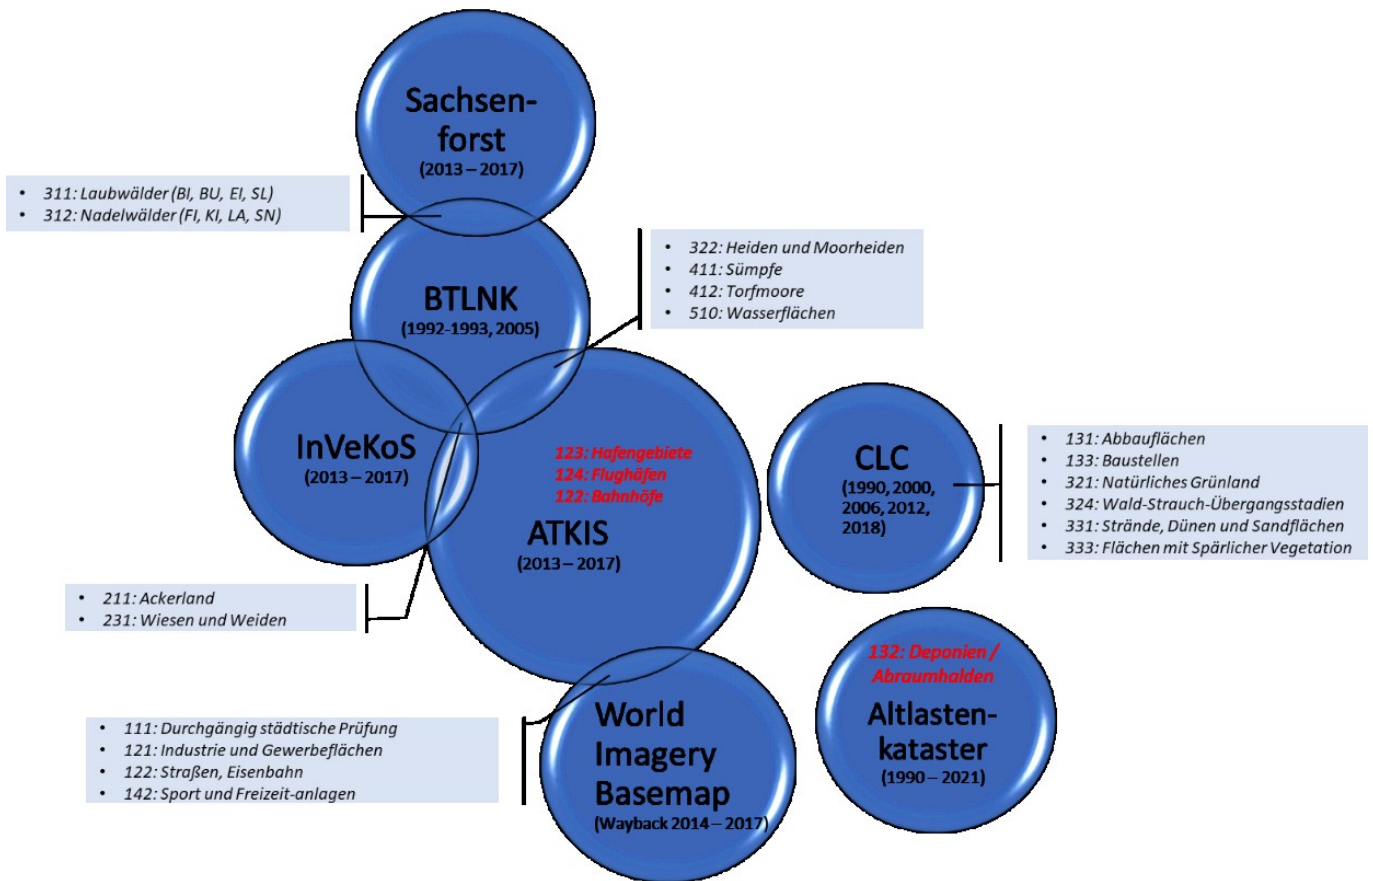 Sachsen-
forst
(2013 – 2017)
• 311: Laubwälder (BI, BU, EI, SL)
• 312: Nadelwälder (FI, KI, LA, SN)
• 322: Heiden und Moorheiden
• 411: Sümpfe
• 412: Torfmoore
• 510: Wasserflächen
BTLNK
(1992-1993, 2005)
InVeKoS
(2013 – 2017)
123: Hafengebiete
124: Flughäfen
122: Bahnhöfe
ATKIS
(2013 – 2017)
CLC
(1990, 2000,
2006, 2012,
2018)
• 131: Abbauflächen
• 133: Baustellen
• 321: Natürliches Grünland
• 324: Wald-Strauch-Übergangsstadien
• 331: Strände, Dünen und Sandflächen
• 333: Flächen mit Spärlicher Vegetation
• 211: Ackerland
• 231: Wiesen und Weiden
132: Deponien /
Abraumhalden
Altlasten-
kataster
(1990 – 2021)
• 111: Durchgängig städtische Prüfung
• 121: Industrie und Gewerbeflächen
• 122: Straßen, Eisenbahn
• 142: Sport und Freizeit-anlagen
World
Imagery
Basemap
(Wayback 2014 – 2017)